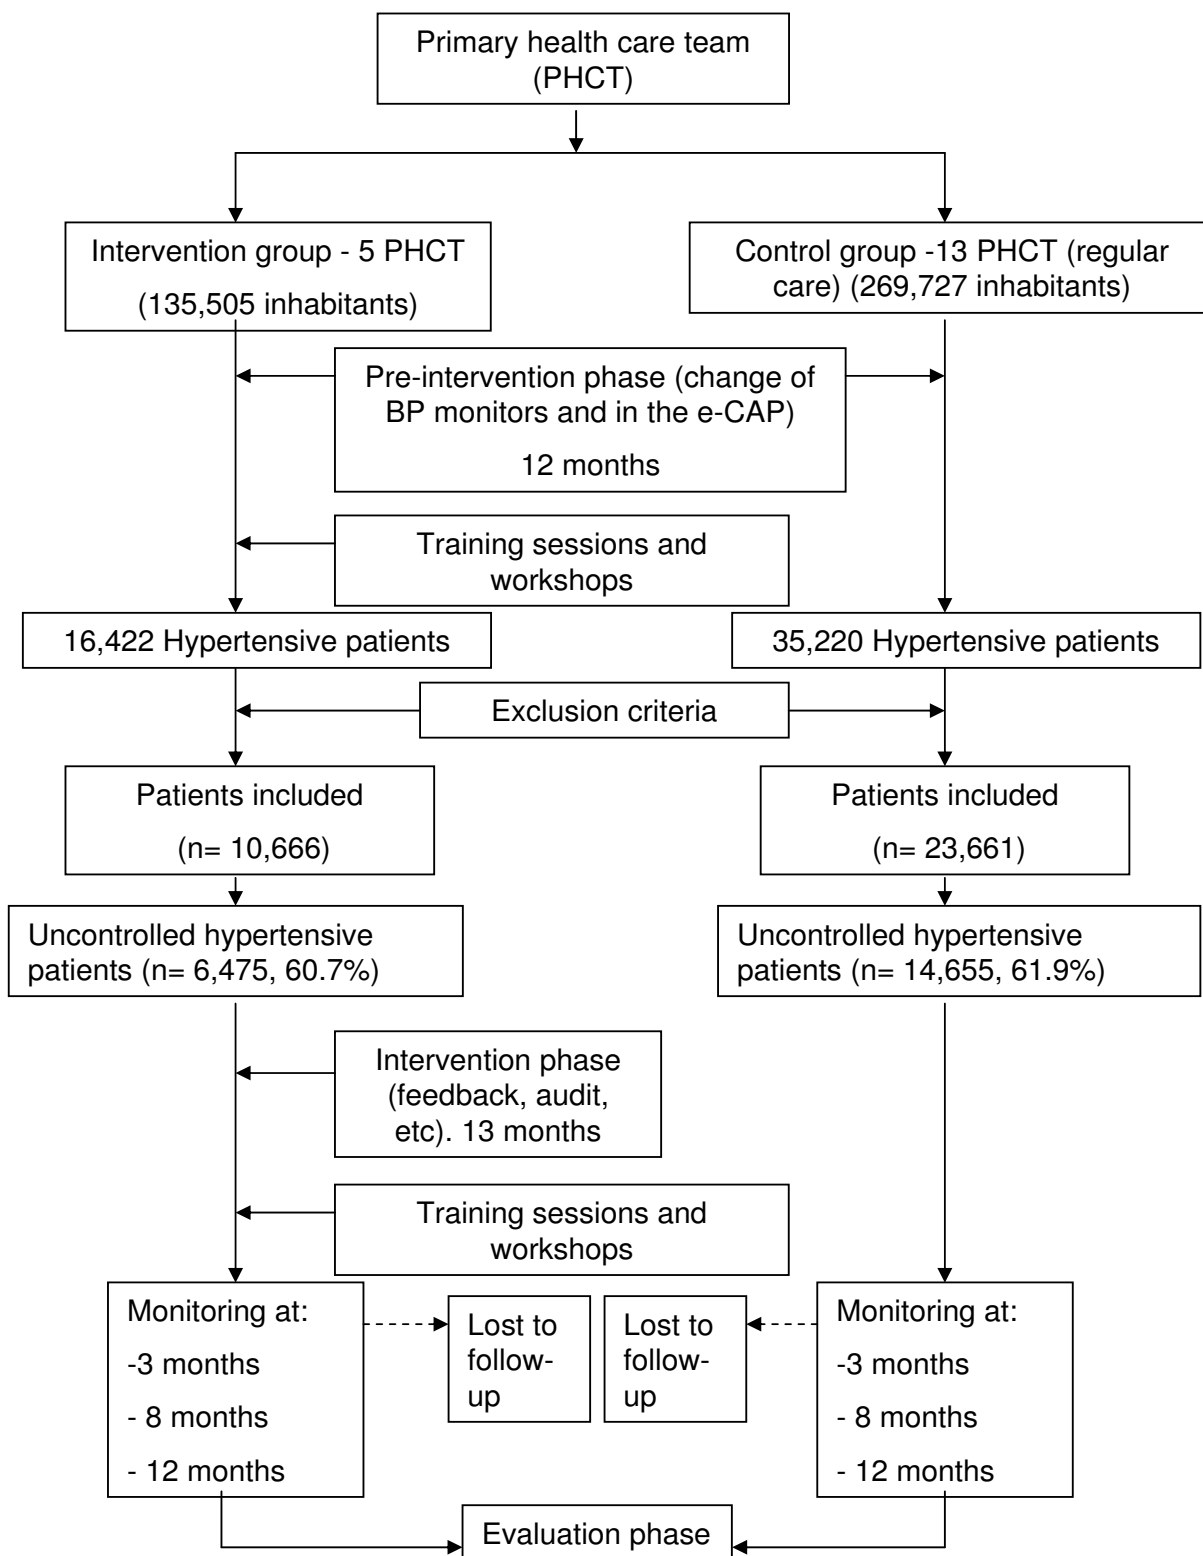 Primary health care team
(PHCT)
Intervention group - 5 PHCT
(135,505 inhabitants)
Control group -13 PHCT (regular
care) (269,727 inhabitants)
Pre-intervention phase (change of
BP monitors and in the e-CAP)
12 months
Training sessions and
workshops
16,422 Hypertensive patients
35,220 Hypertensive patients
Exclusion criteria
Patients included
(n= 10,666)
Patients included
(n= 23,661)
Uncontrolled hypertensive
patients (n= 6,475, 60.7%)
Uncontrolled hypertensive
patients (n= 14,655, 61.9%)
Intervention phase
(feedback, audit,
etc). 13 months
Training sessions and
workshops
Monitoring at:
-3 months
- 8 months
- 12 months
Lost to
follow-
up
Lost to
follow-
up
Monitoring at:
-3 months
- 8 months
- 12 months
Evaluation phase